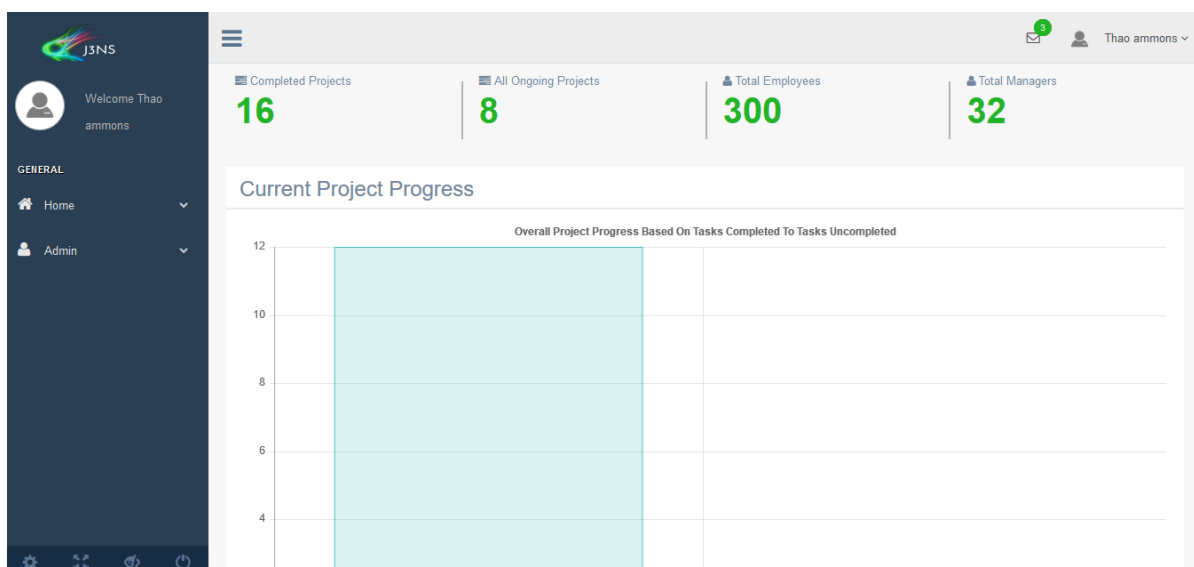 J3NS
Welcome Thao
ammons
GENERAL
Home
Admin
3
Thao ammons
Completed Projects
16
All Ongoing Projects
8
Total Employees
300
Total Managers
32
Current Project Progress
Overall Project Progress Based On Tasks Completed To Tasks Uncompleted
12
10
8
6
4